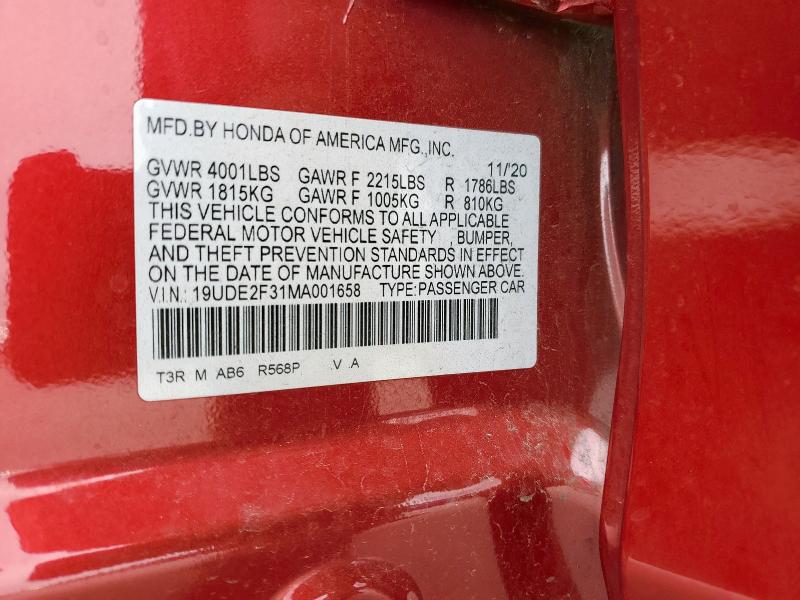 MFD.BY HONDA OF AMERICA MFG.,INC.
11/20
GVWR 4001LBS GAWR F 2215LBS R 1786LBS
GVWR 1815KG GAWR F 1005KG R 810KG
THIS VEHICLE CONFORMS TO ALL APPLICABLE
FEDERAL MOTOR VEHICLE SAFETY , BUMPER,
AND THEFT PREVENTION STANDARDS IN EFFECT
ON THE DATE OF MANUFACTURE SHOWN ABOVE.
V.I.N.: 19UDE2F31MA001658 TYPE:PASSENGER CAR
T3R M AB6 R568P .V .A